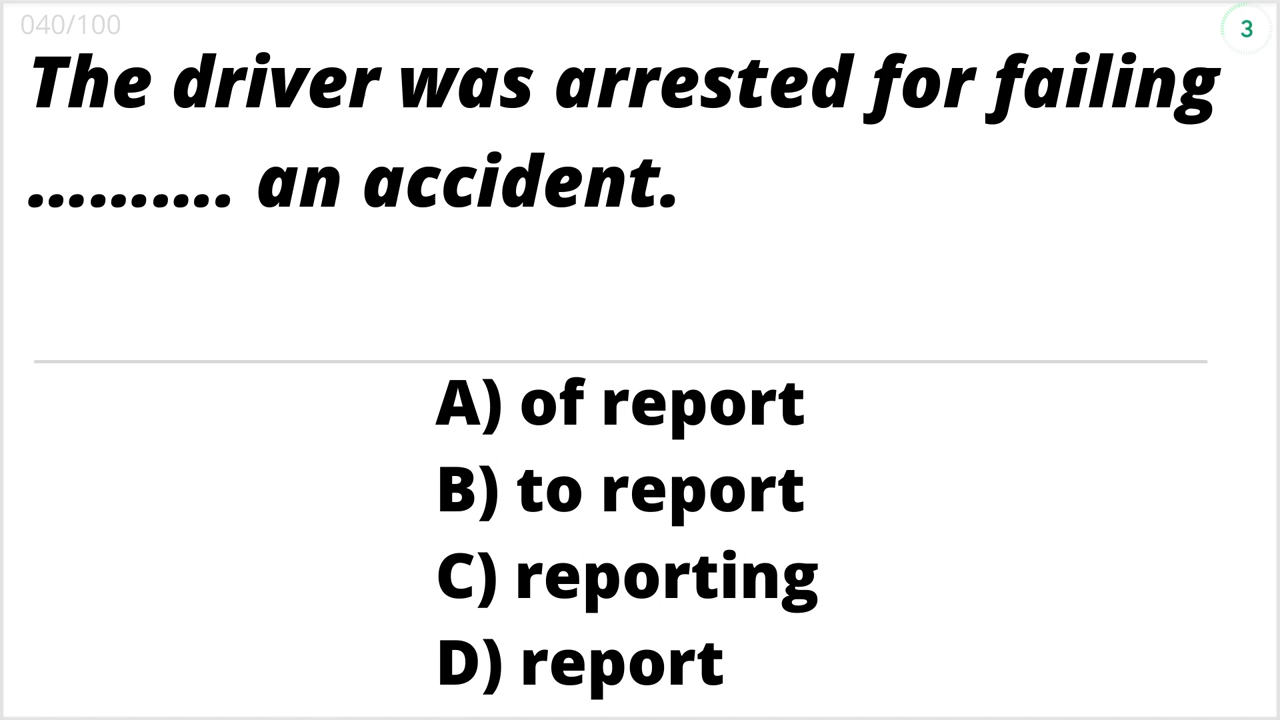 040/100
3
The driver was arrested for failing
.......... an accident.
A) of report
B) to report
C) reporting
D) report